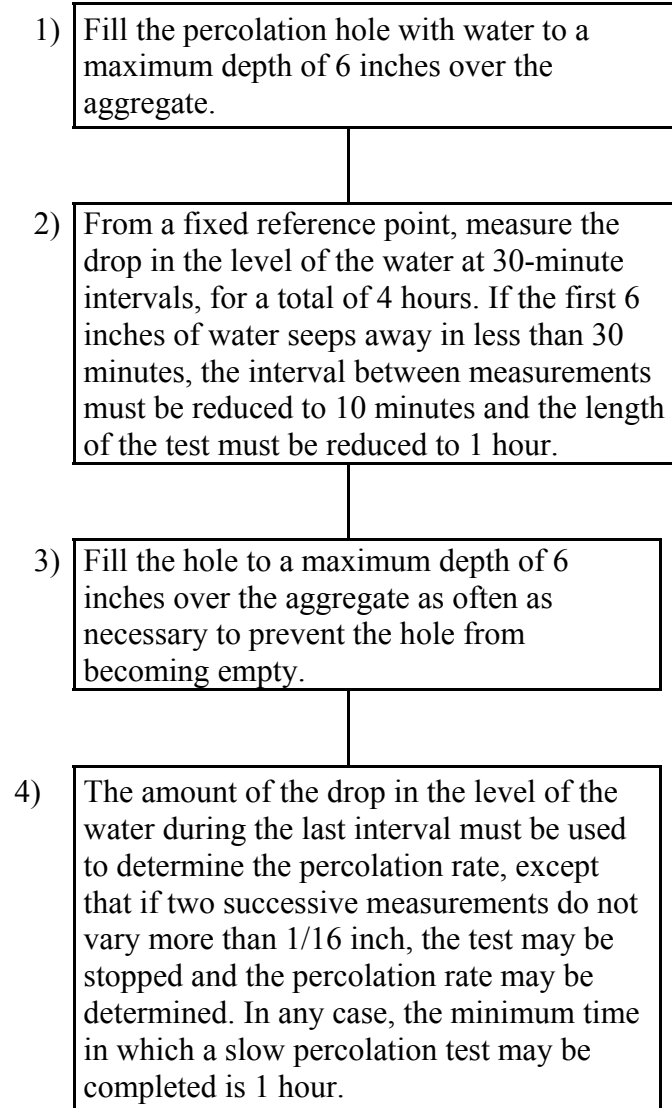 1) Fill the percolation hole with water to a
maximum depth of 6 inches over the
aggregate.
2) From a fixed reference point, measure the
drop in the level of the water at 30-minute
intervals, for a total of 4 hours. If the first 6
inches of water seeps away in less than 30
minutes, the interval between measurements
must be reduced to 10 minutes and the length
of the test must be reduced to 1 hour.
3) Fill the hole to a maximum depth of 6
inches over the aggregate as often as
necessary to prevent the hole from
becoming empty.
4) The amount of the drop in the level of the
water during the last interval must be used
to determine the percolation rate, except
that if two successive measurements do not
vary more than 1/16 inch, the test may be
stopped and the percolation rate may be
determined. In any case, the minimum time
in which a slow percolation test may be
completed is 1 hour.